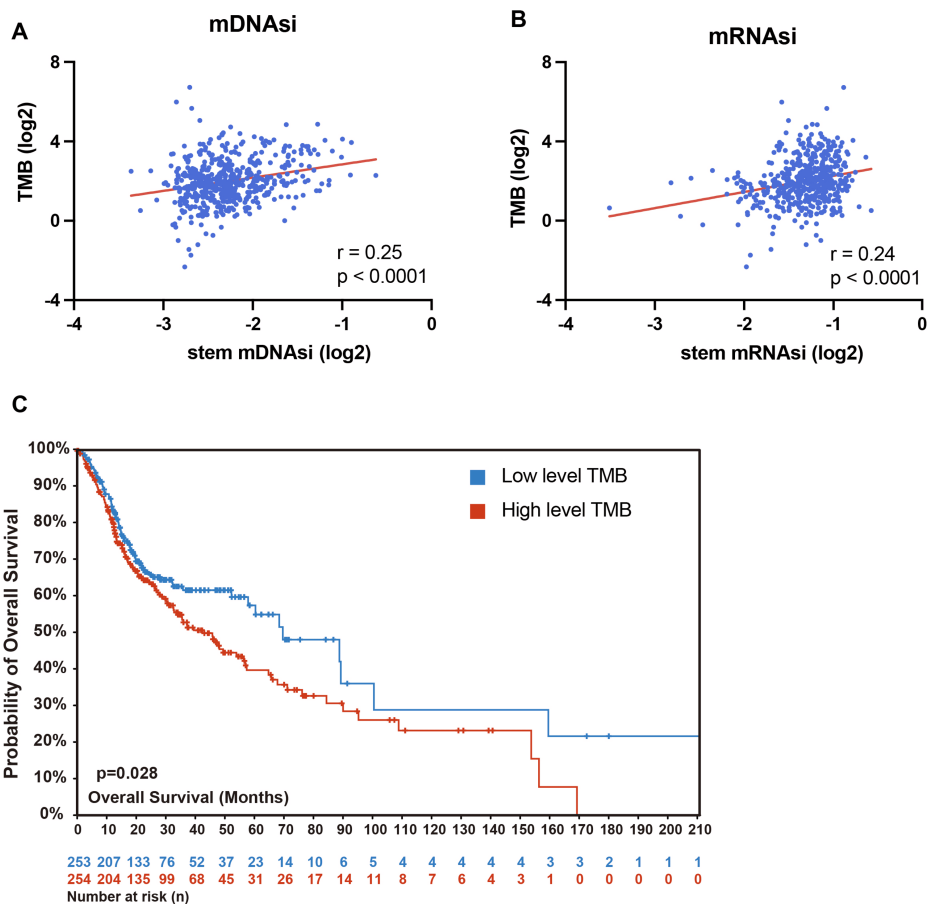 A
mDNAsi
8
4
0
-4
TMB (log2)
r = 0.25
p < 0.0001
-4 -3 -2 -1 0
stem mDNAsi (log2)
B
mRNAsi
8
4
0
-4
TMB (log2)
r = 0.24
p < 0.0001
-4 -3 -2 -1 0
stem mRNAsi (log2)
C
100%
90%
80%
70%
60%
50%
40%
30%
20%
10%
0%
Probability of Overall Survival
Low level TMB
High level TMB
p=0.028
Overall Survival (Months)
0 10 20 30 40 50 60 70 80 90 100 110 120 130 140 150 160 170 180 190 200 210
253 207 133 76 52 37 23 14 10 6 5 4 4 4 4 4 3 3 2 1 1 1
254 204 135 99 68 45 31 26 17 14 11 8 7 6 4 3 1 0 0 0 0 0
Number at risk (n)